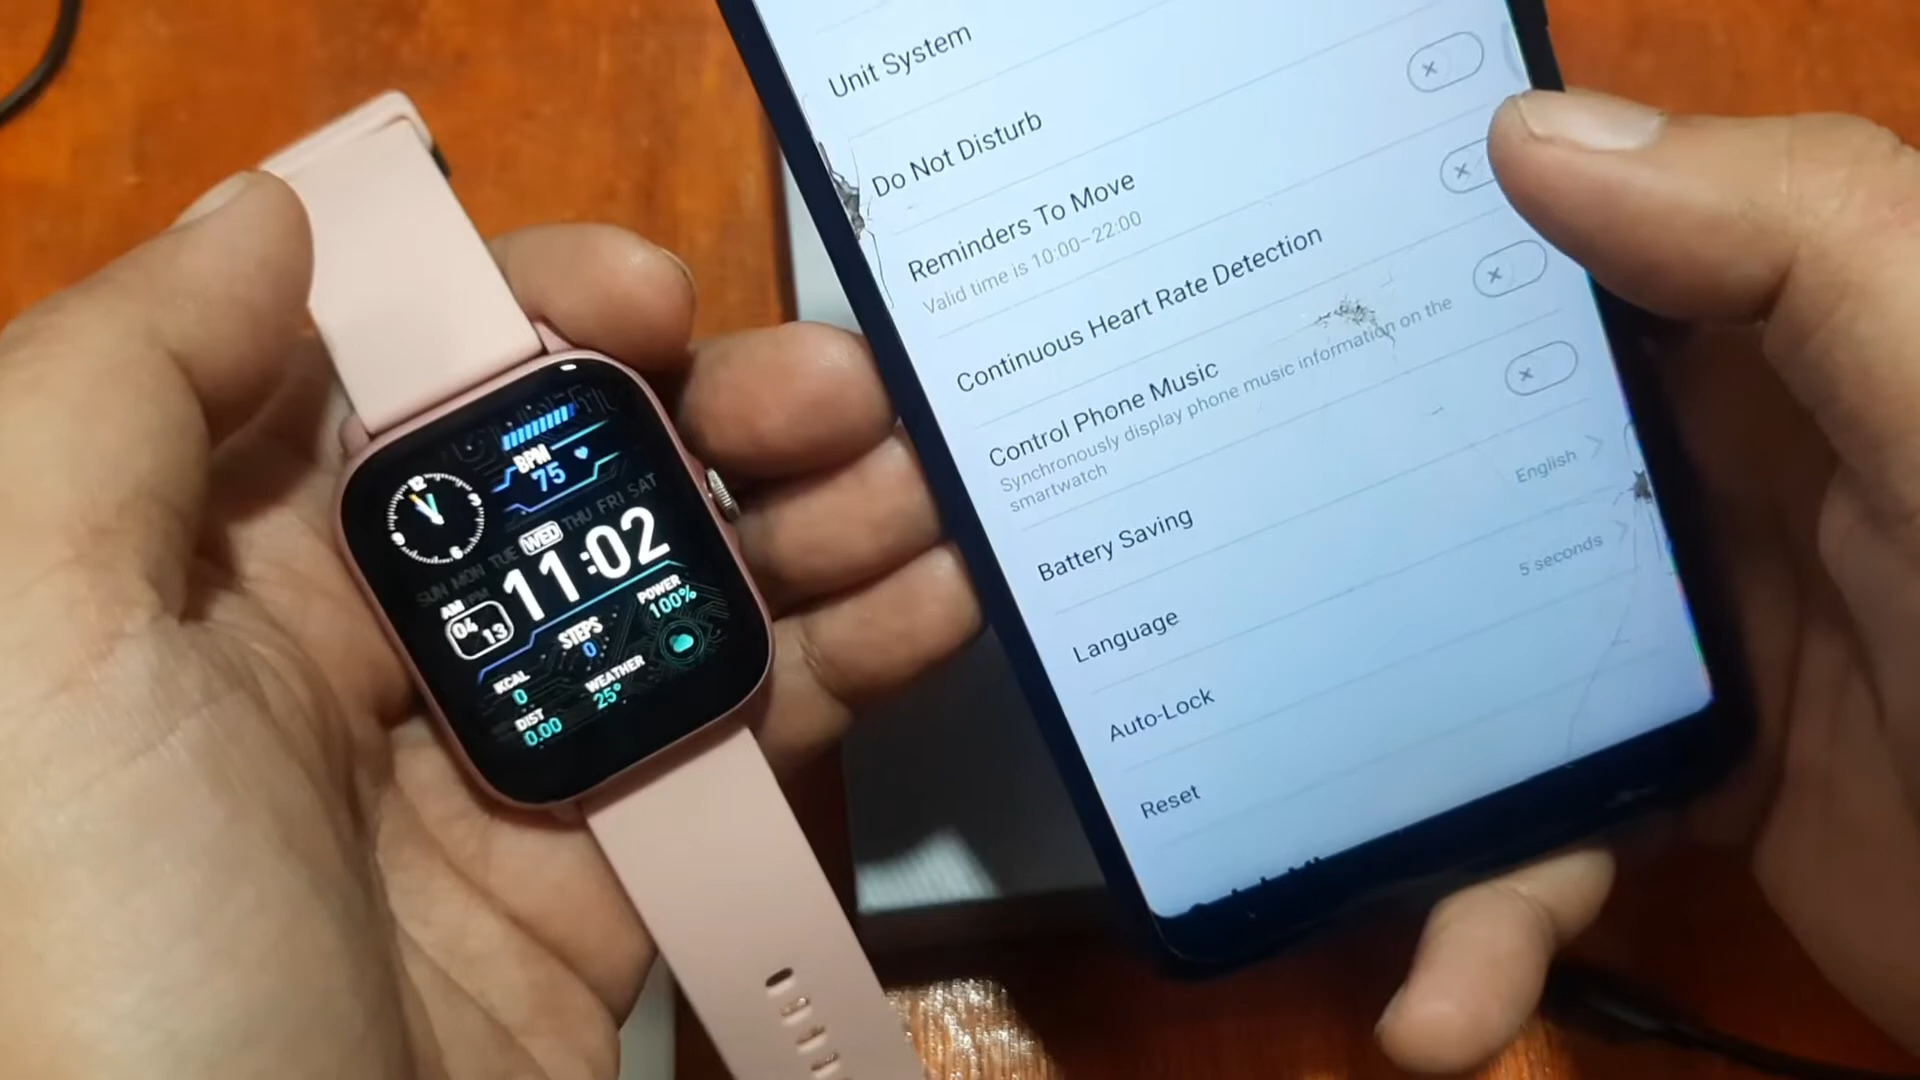 12
BPM
75
SUN MON TUE WED THU FRI SAT
AM
PM
11:02
04
13
POWER
100%
STEPS
0
KCAL
0
WEATHER
25°
DIST
0.00
Unit System
Do Not Disturb
Reminders To Move
Valid time is 10:00-22:00
Continuous Heart Rate Detection
Control Phone Music
Synchronously display phone music information on the
smartwatch
Battery Saving
Language
English
Auto-Lock
5 seconds
Reset